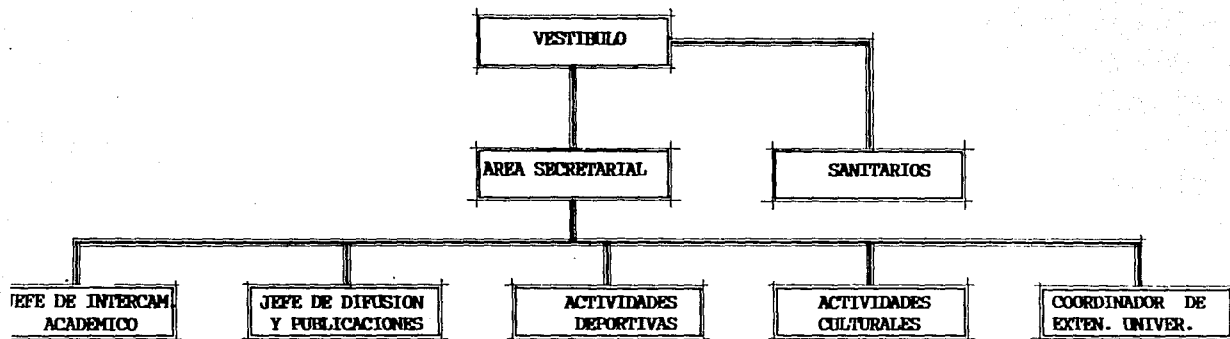 VESTIBULO
AREA SECRETARIAL
SANITARIOS
JEFE DE INTERCAM.
ACADEMICO
JEFE DE DIFUSION
Y PUBLICACIONES
ACTIVIDADES
DEPORTIVAS
ACTIVIDADES
CULTURALES
COORDINADOR DE
EXTEN. UNIVER.